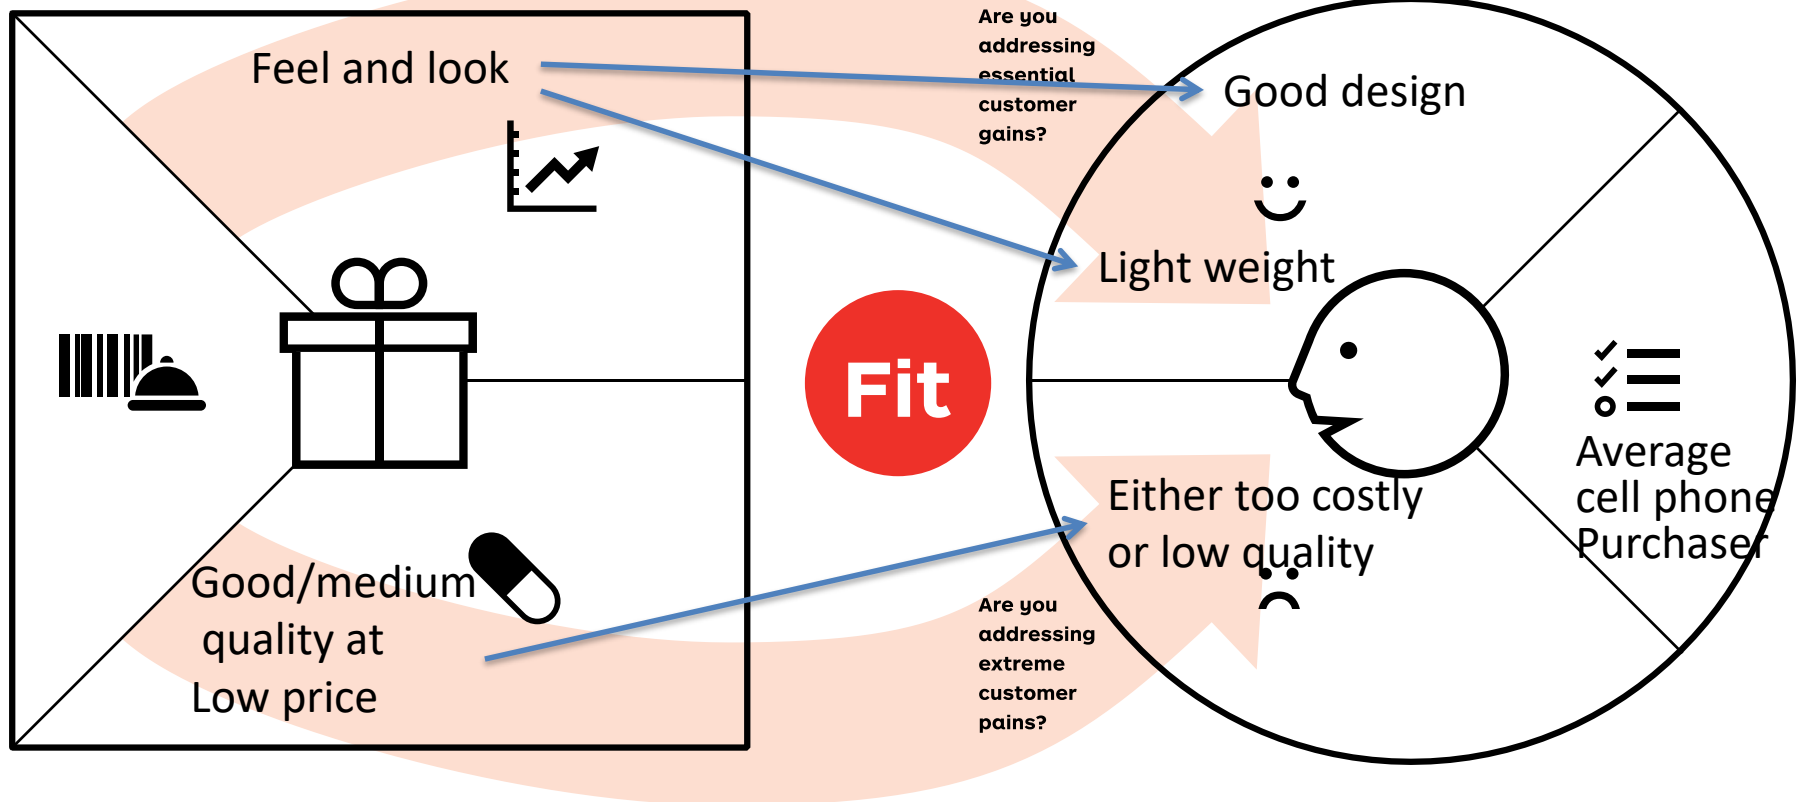 Feel and look
Good/medium
quality at
Low price
Are you
addressing
essential
customer
gains?
Fit
Are you
addressing
extreme
customer
pains?
Good design
Light weight
Either too costly
or low quality
Average
cell phone
Purchaser